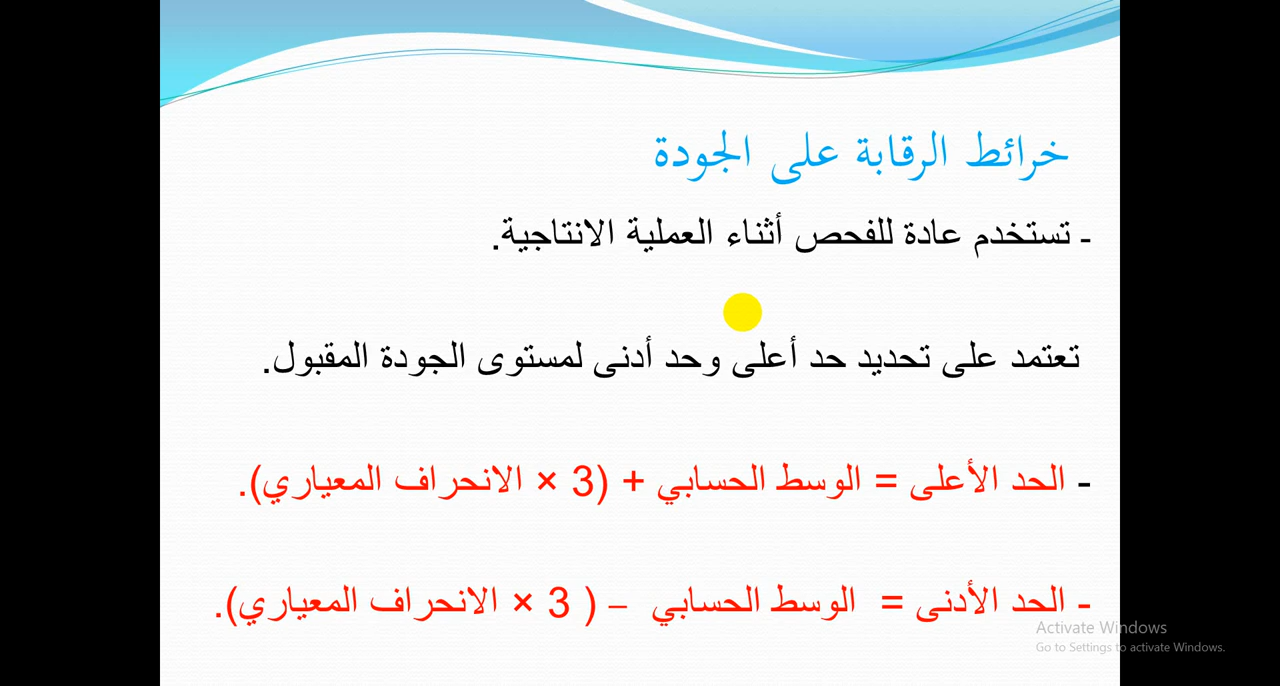 خرائط الرقابة على الجودة
- تستخدم عادة للفحص أثناء العملية الانتاجية.
تعتمد على تحديد حد أعلى وحد أدنى لمستوى الجودة المقبول.
- الحد الأعلى = الوسط الحسابي + (3 × الانحراف المعياري).
- الحد الأدنى = الوسط الحسابي – ( 3 × الانحراف المعياري).
Activate Windows
Go to Settings to activate Windows.